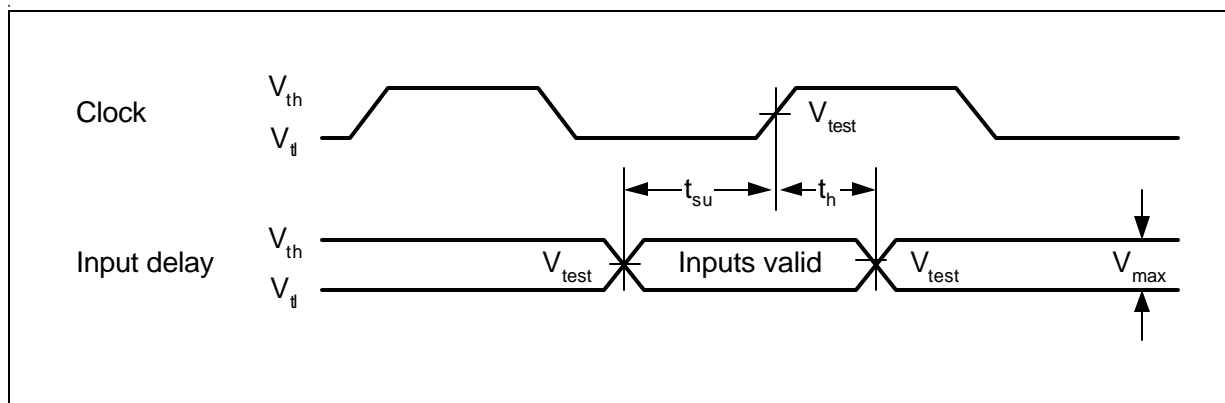 V_th
Clock
V_test
V_tl
t_su
t_h
V_th
Input delay
V_test
Inputs valid
V_test
V_max
V_tl